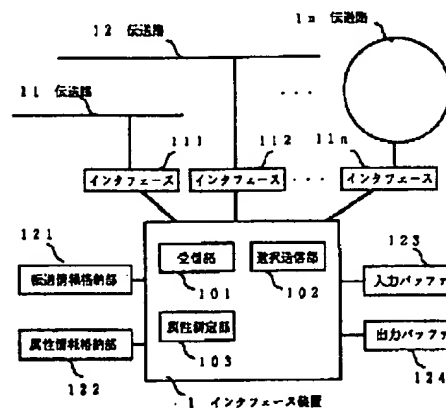 12 伝送路
1n 伝送路
11 伝送路
111
112
11n
インタフェース
インタフェース
インタフェース
121
伝送情報格納部
受信部
101
選択送信部
102
123
入力バッファ
属性情報格納部
122
属性判定部
103
出力バッファ
124
1 インタフェース装置